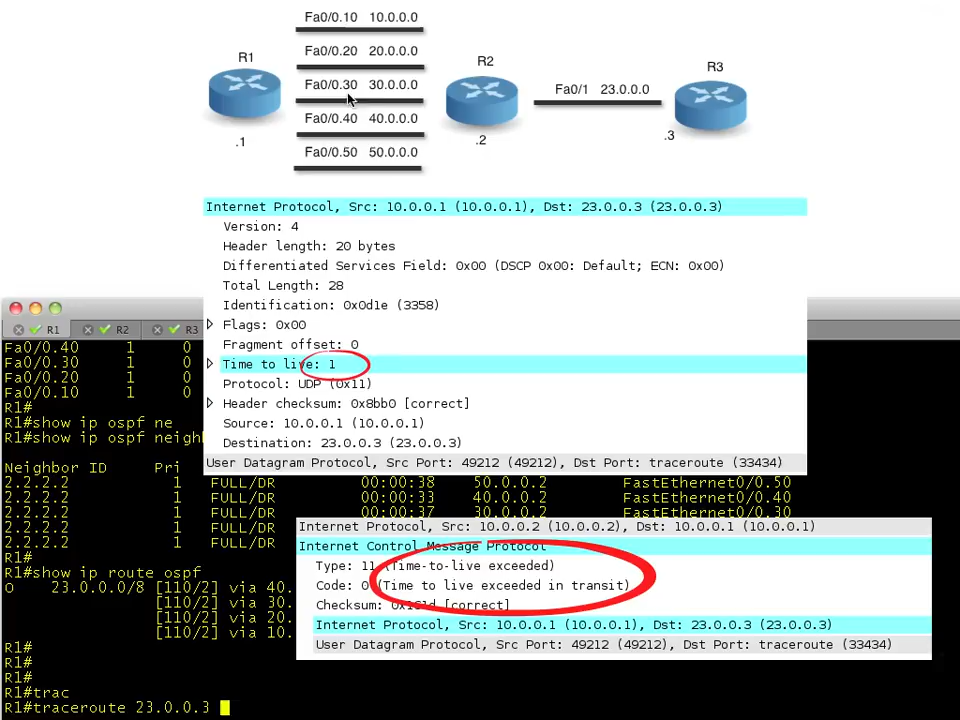 Fa0/0.10 10.0.0.0
Fa0/0.20 20.0.0.0
R1
R2
R3
Fa0/0.30 30.0.0.0
Fa0/1 23.0.0.0
Fa0/0.40 40.0.0.0
.1
.2
.3
Fa0/0.50 50.0.0.0
Internet Protocol, Src: 10.0.0.1 (10.0.0.1), Dst: 23.0.0.3 (23.0.0.3)
Version: 4
Header length: 20 bytes
Differentiated Services Field: 0x00 (DSCP 0x00: Default; ECN: 0x00)
Total Length: 28
Identification: 0x0d1e (3358)
Flags: 0x00
Fragment offset: 0
Time to live: 1
Protocol: UDP (0x11)
Header checksum: 0x8bb0 [correct]
Source: 10.0.0.1 (10.0.0.1)
Destination: 23.0.0.3 (23.0.0.3)
User Datagram Protocol, Src Port: 49212 (49212), Dst Port: traceroute (33434)
R1 R2 R3
Fa0/0.40 1 0
Fa0/0.30 1 0
Fa0/0.20 1 0
Fa0/0.10 1 0
R1#
R1#show ip ospf ne
R1#show ip ospf neighb
Neighbor ID Pri
2.2.2.2 1 FULL/DR 00:00:38 50.0.0.2 FastEthernet0/0.50
2.2.2.2 1 FULL/DR 00:00:33 40.0.0.2 FastEthernet0/0.40
2.2.2.2 1 FULL/DR 00:00:37 30.0.0.2 FastEthernet0/0.30
2.2.2.2 1 FULL/DR
2.2.2.2 1 FULL/DR
R1#
R1#show ip route ospf
O 23.0.0.0/8 [110/2] via 40.
[110/2] via 30.
[110/2] via 20.
[110/2] via 10.
R1#
R1#
R1#
R1#trac
R1#traceroute 23.0.0.3
Internet Protocol, Src: 10.0.0.2 (10.0.0.2), Dst: 10.0.0.1 (10.0.0.1)
Internet Control Message Protocol
Type: 11 (Time-to-live exceeded)
Code: 0 (Time to live exceeded in transit)
Checksum: [correct]
Internet Protocol, Src: 10.0.0.1 (10.0.0.1), Dst: 23.0.0.3 (23.0.0.3)
User Datagram Protocol, Src Port: 49212 (49212), Dst Port: traceroute (33434)